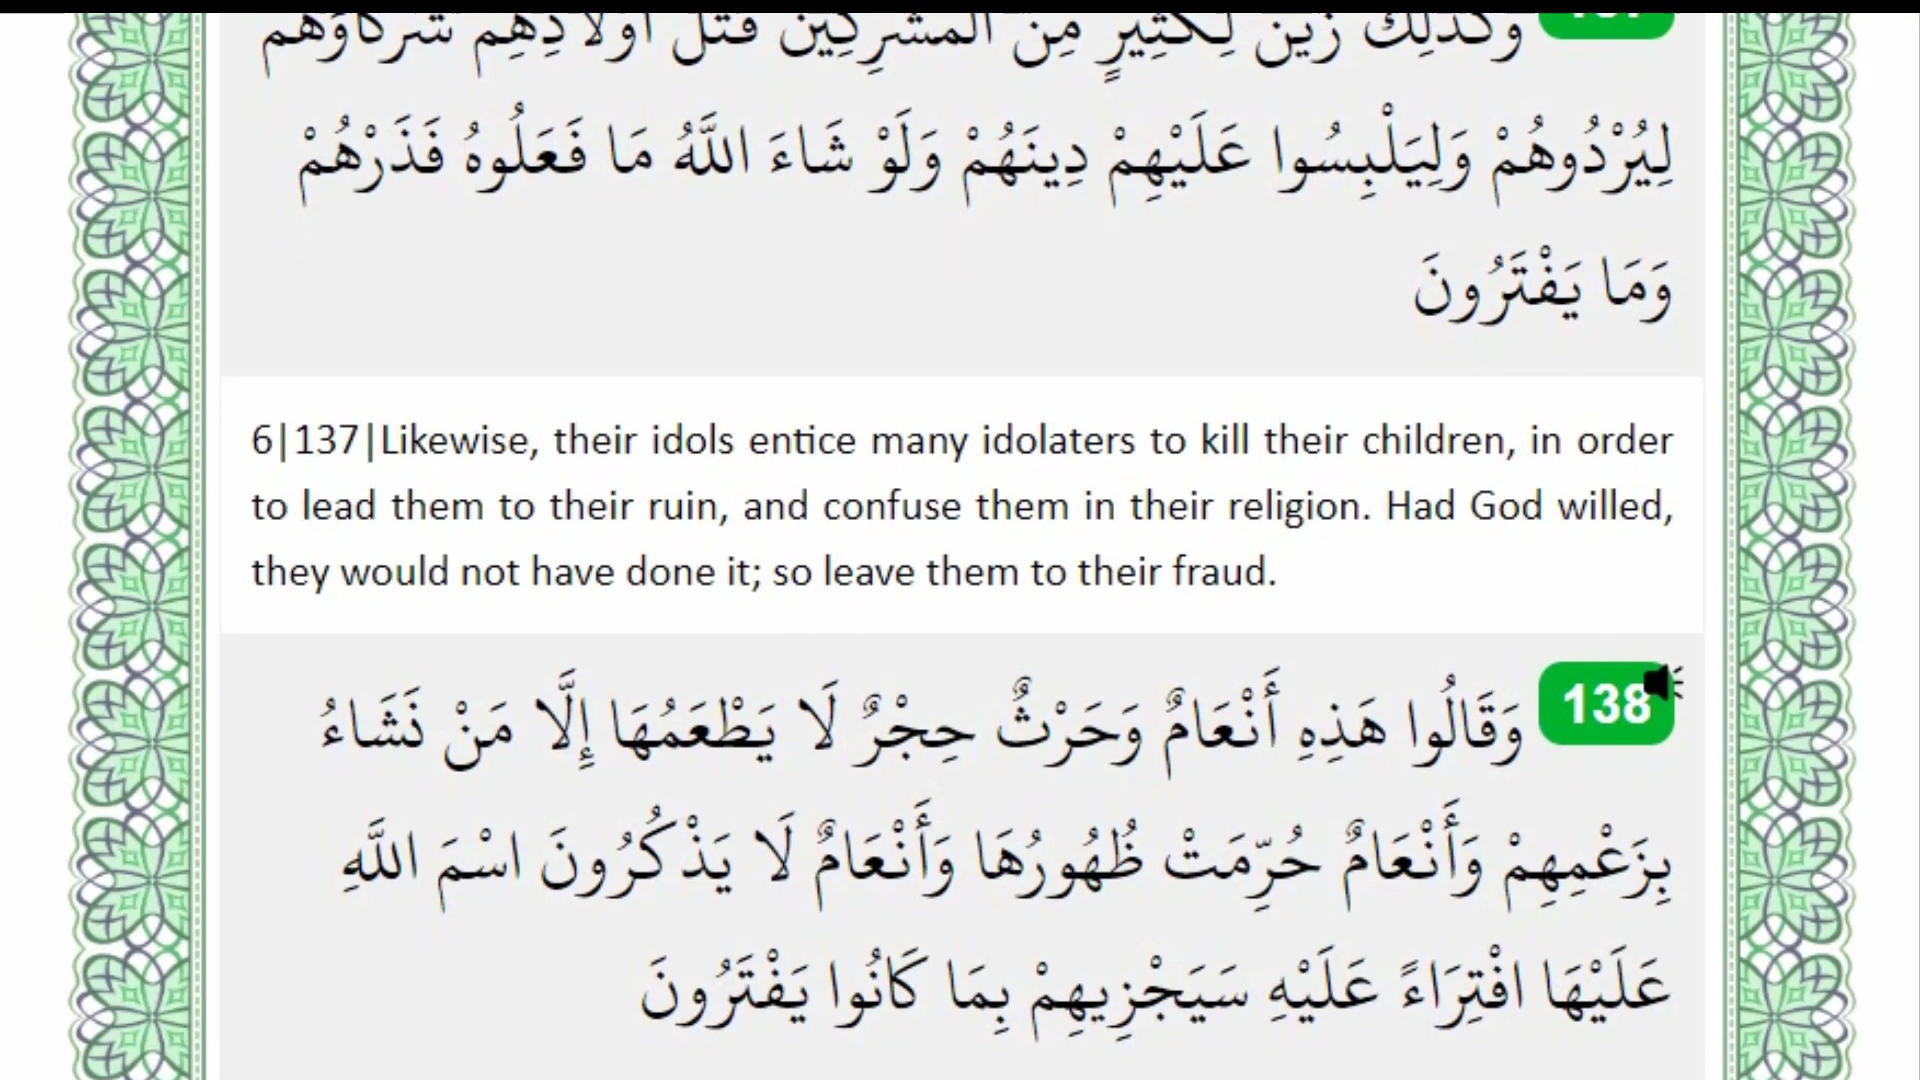 وَكَذَلِكَ زَيَّنَ لِكَثِيرٍ مِنَ الْمُشْرِكِينَ قَتْلَ أَوْلَادِهِمْ شُرَكَاؤُهُمْ
لِيُرْدُوهُمْ وَلِيَلْبِسُوا عَلَيْهِمْ دِينَهُمْ وَلَوْ شَاءَ اللَّهُ مَا فَعَلُوهُ فَذَرْهُمْ
وَمَا يَفْتَرُونَ
6|137|Likewise, their idols entice many idolaters to kill their children, in order
to lead them to their ruin, and confuse them in their religion. Had God willed,
they would not have done it; so leave them to their fraud.
138 وَقَالُوا هَذِهِ أَنْعَامٌ وَحَرْثٌ حِجْرٌ لَا يَطْعَمُهَا إِلَّا مَنْ نَشَاءُ
بِزَعْمِهِمْ وَأَنْعَامٌ حُرِّمَتْ ظُهُورُهَا وَأَنْعَامٌ لَا يَذْكُرُونَ اسْمَ اللَّهِ
عَلَيْهَا افْتِرَاءً عَلَيْهِ سَيَجْزِيهِمْ بِمَا كَانُوا يَفْتَرُونَ